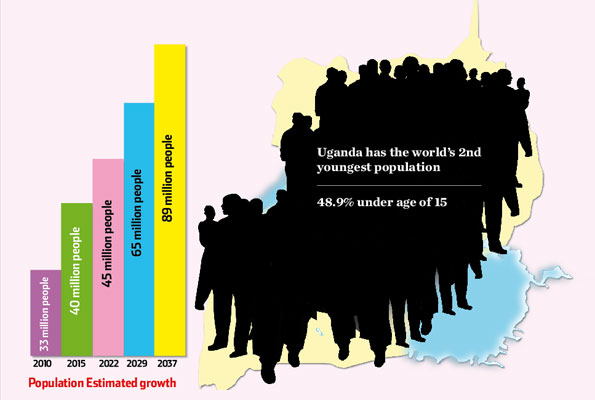 33 million people
40 million people
45 million people
65 million people
89 million people
2010 2015 2022 2029 2037
Population Estimated growth
Uganda has the world's 2nd
youngest population
48.9% under age of 15